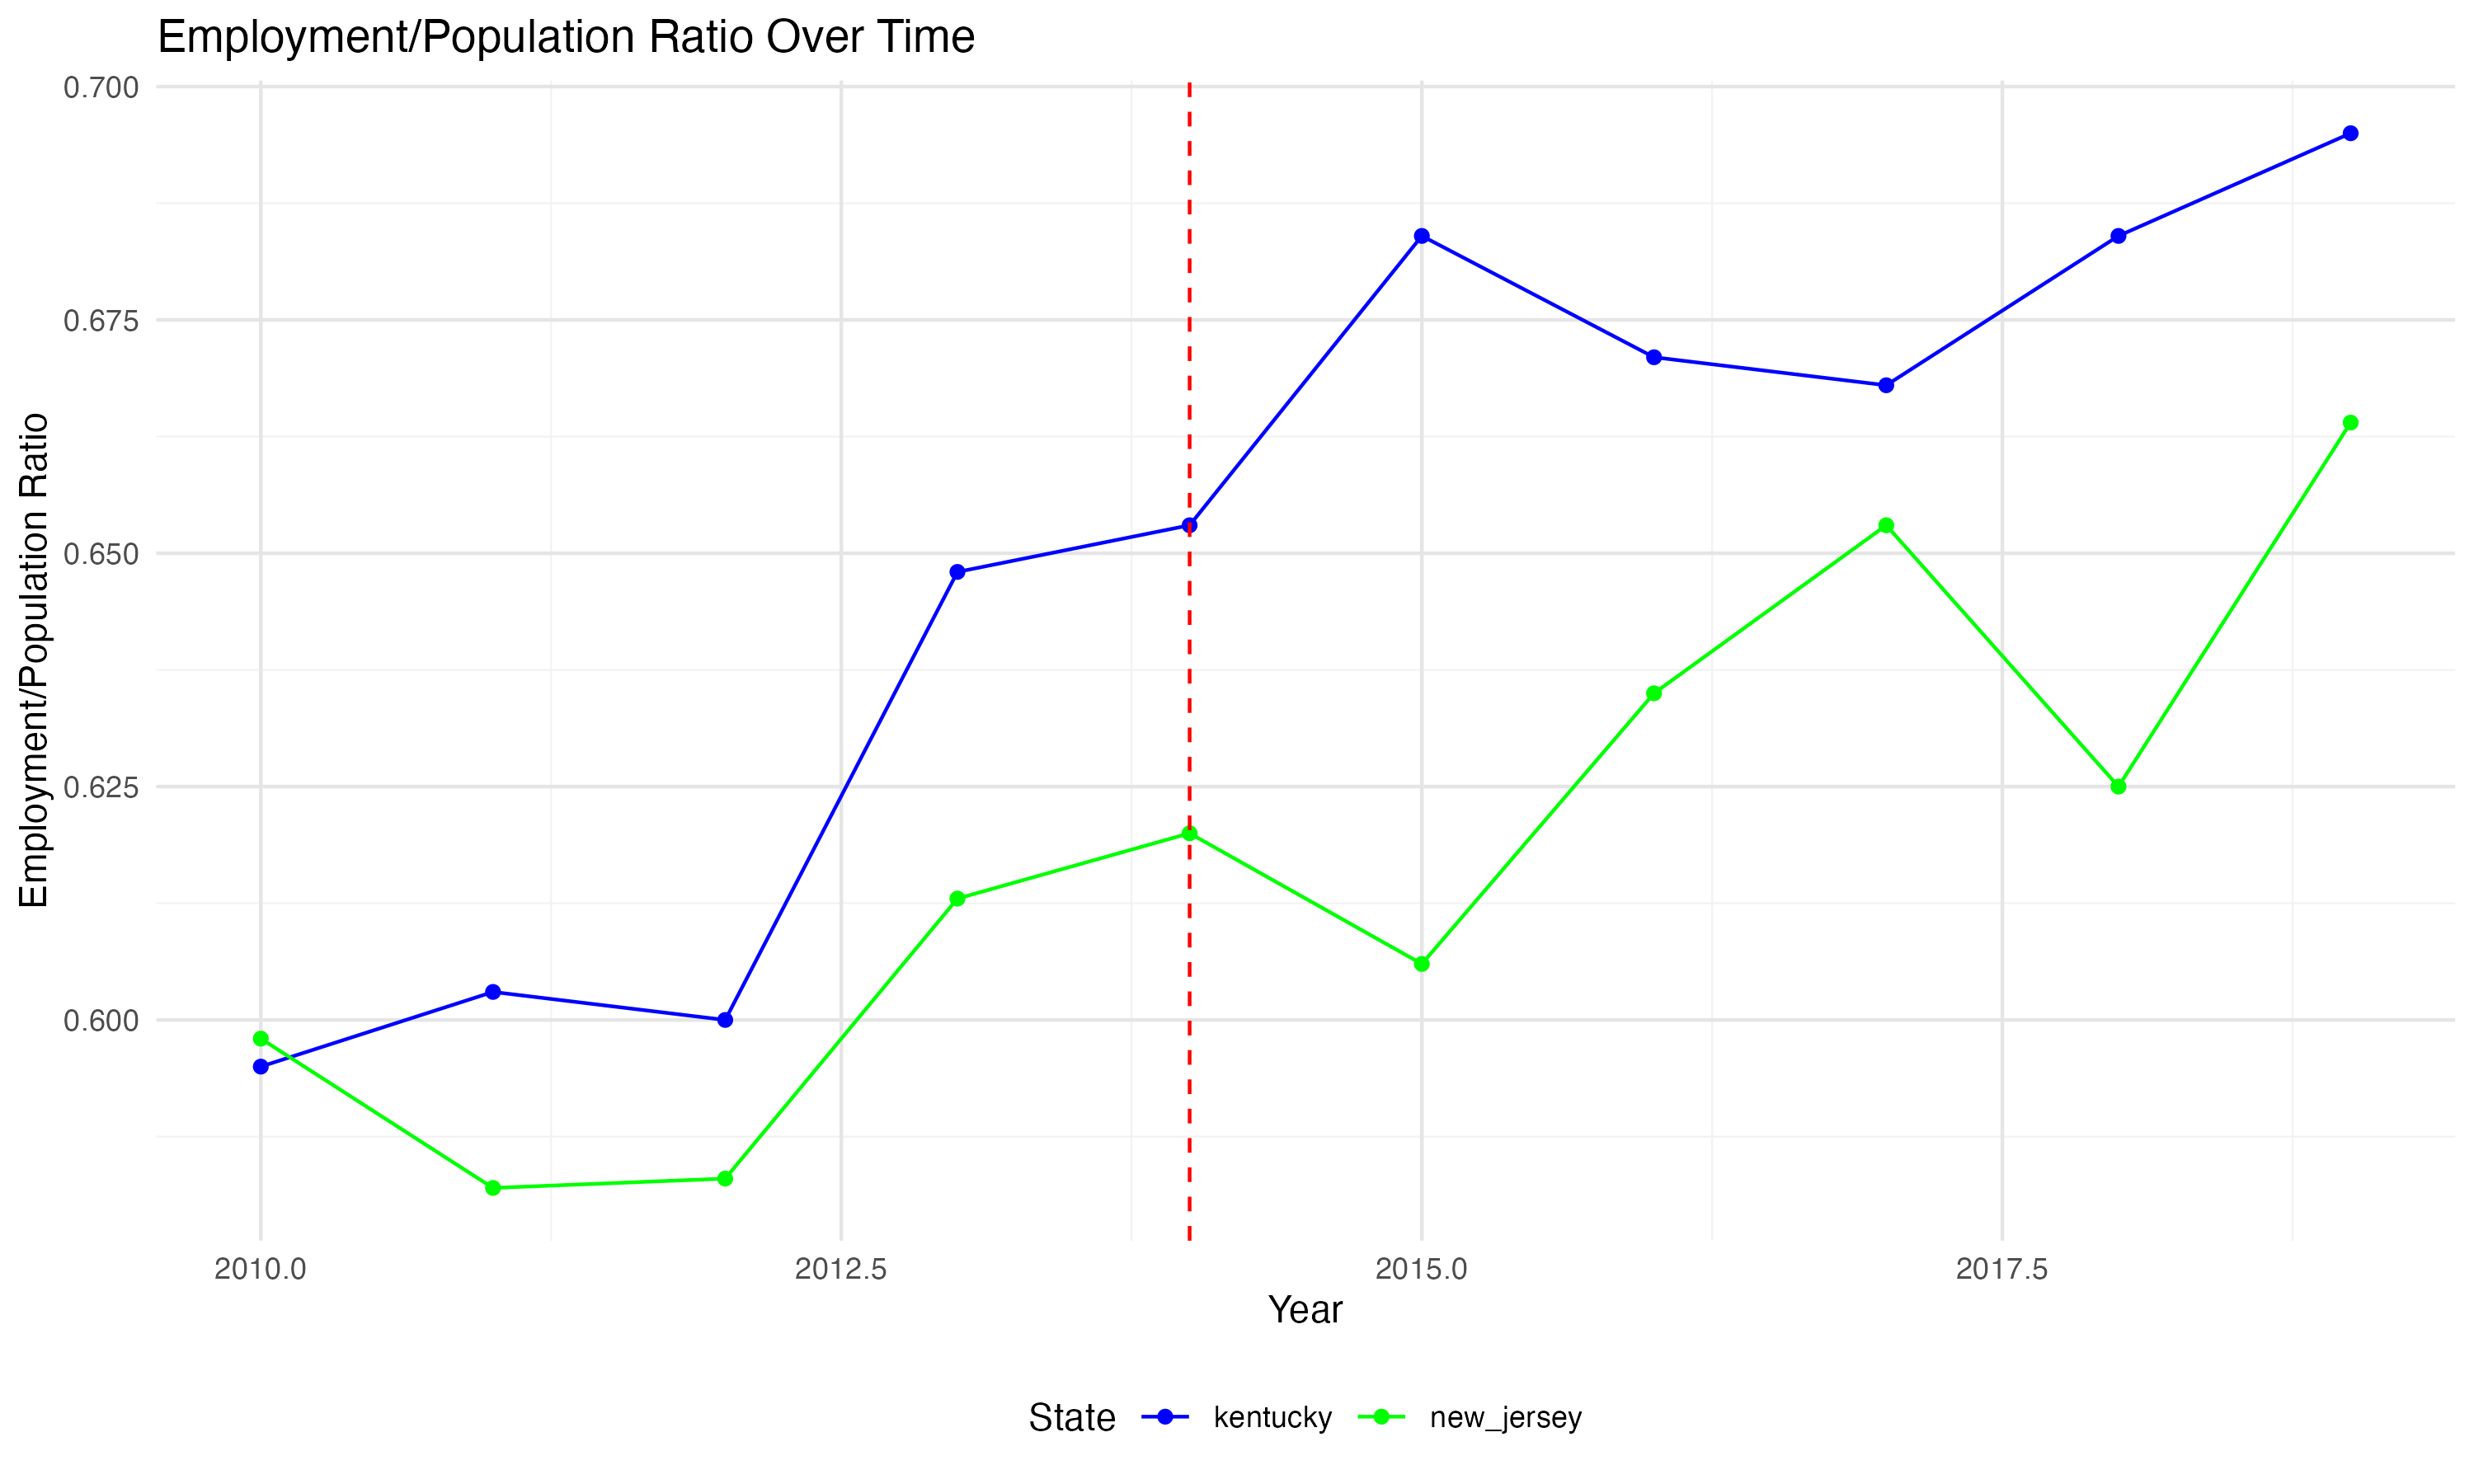 Employment/Population Ratio Over Time
Employment/Population Ratio
0.700
0.675
0.650
0.625
0.600
2010.0 2012.5 2015.0 2017.5
Year
State kentucky new_jersey